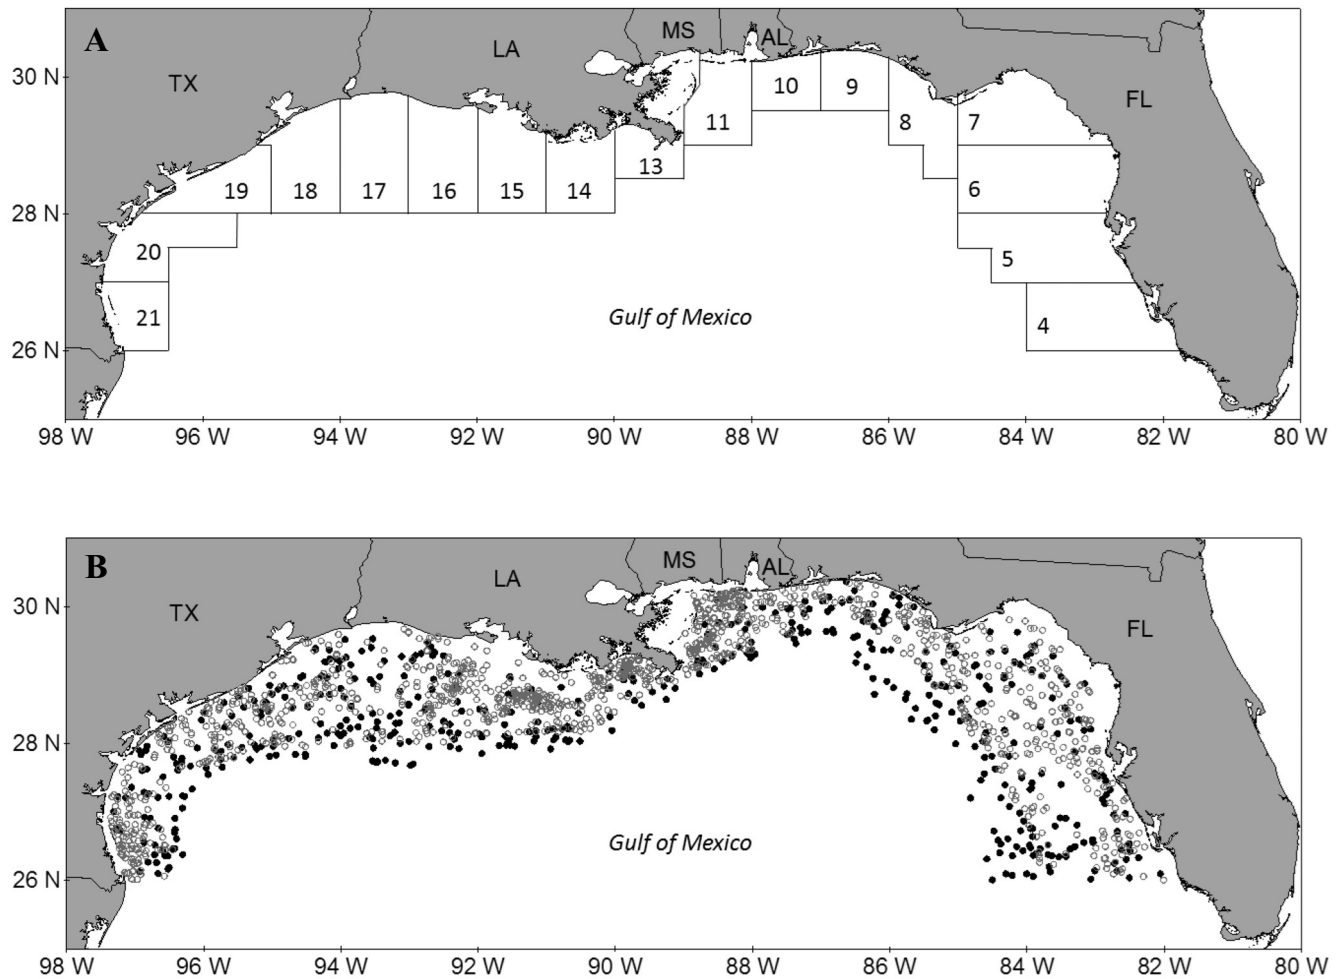 A
MS
AL
LA
TX
FL
30 N
10
9
11
8
7
13
19
18
17
16
15
14
6
28 N
20
5
21
Gulf of Mexico
4
26 N
98 W 96 W 94 W 92 W 90 W 88 W 86 W 84 W 82 W 80 W
B
MS
AL
LA
TX
FL
30 N
28 N
Gulf of Mexico
26 N
98 W 96 W 94 W 92 W 90 W 88 W 86 W 84 W 82 W 80 W